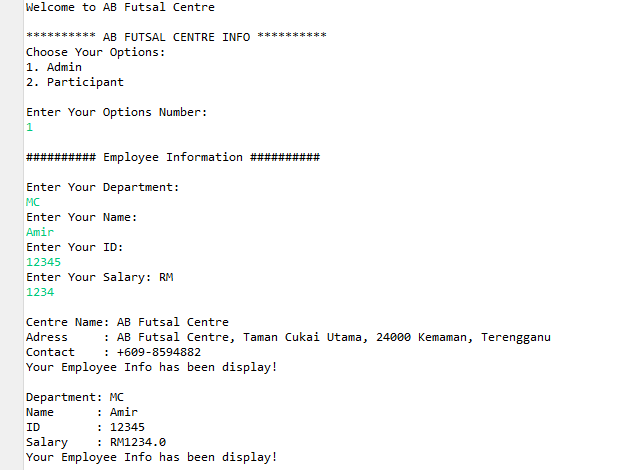 Welcome to AB Futsal Centre
********** AB FUTSAL CENTRE INFO **********
Choose Your Options:
1. Admin
2. Participant
Enter Your Options Number:
1
########## Employee Information ##########
Enter Your Department:
MC
Enter Your Name:
Amir
Enter Your ID:
12345
Enter Your Salary: RM
1234
Centre Name: AB Futsal Centre
Adress     : AB Futsal Centre, Taman Cukai Utama, 24000 Kemaman, Terengganu
Contact    : +609-8594882
Your Employee Info has been display!
Department: MC
Name      : Amir
ID        : 12345
Salary    : RM1234.0
Your Employee Info has been display!